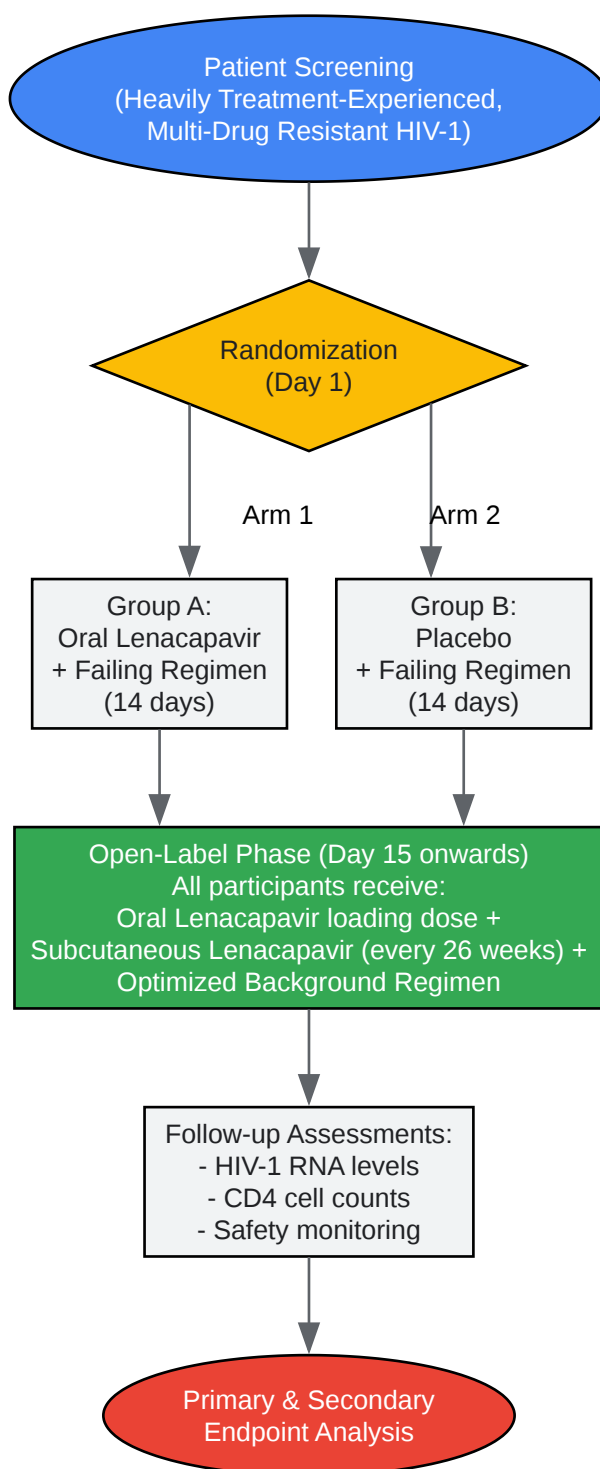 Patient Screening
(Heavily Treatment-Experienced,
Multi-Drug Resistant HIV-1)
Randomization
(Day 1)
Arm 1
Arm 2
Group A:
Oral Lenacapavir
+ Failing Regimen
(14 days)
Group B:
Placebo
+ Failing Regimen
(14 days)
Open-Label Phase (Day 15 onwards)
All participants receive:
Oral Lenacapavir loading dose +
Subcutaneous Lenacapavir (every 26 weeks) +
Optimized Background Regimen
Follow-up Assessments:
- HIV-1 RNA levels
- CD4 cell counts
- Safety monitoring
Primary & Secondary
Endpoint Analysis